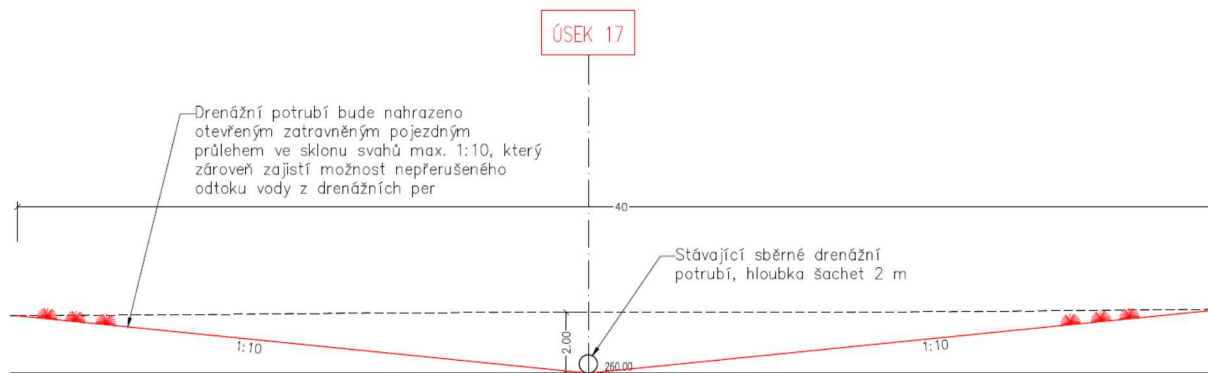 ÚSEK 17
Drenážní potrubí bude nahrazeno
otevřeným zatravněným pojezdným
průlehem ve sklonu svahů max. 1:10, který
zároveň zajistí možnost nepřerušeného
odtoku vody z drenážních per
40
Stávající sběrné drenážní
potrubí, hloubka šachet 2 m
1:10
2.00
260.00
1:10